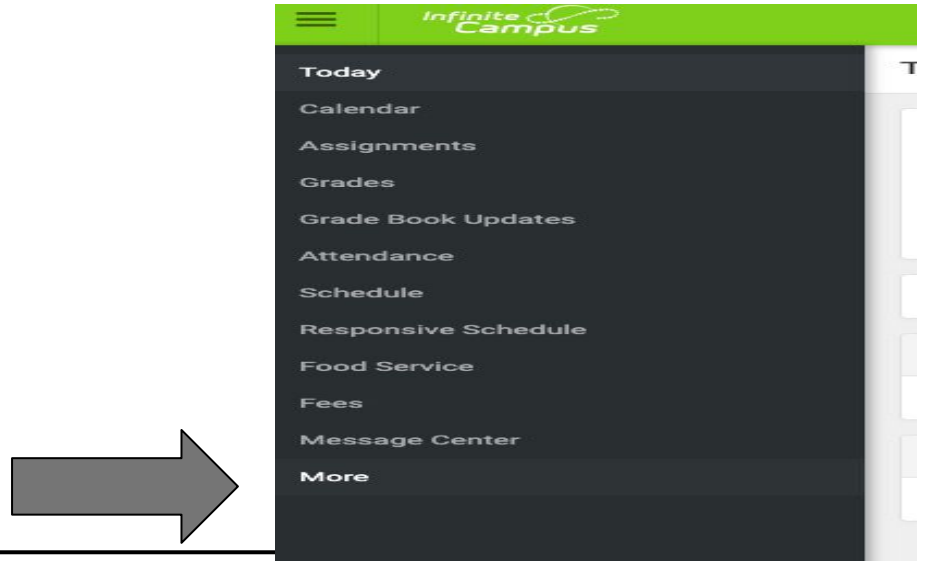 Infinite
Campus
Today
T
Calendar
Assignments
Grades
Grade Book Updates
Attendance
Schedule
Responsive Schedule
Food Service
Fees
Message Center
More